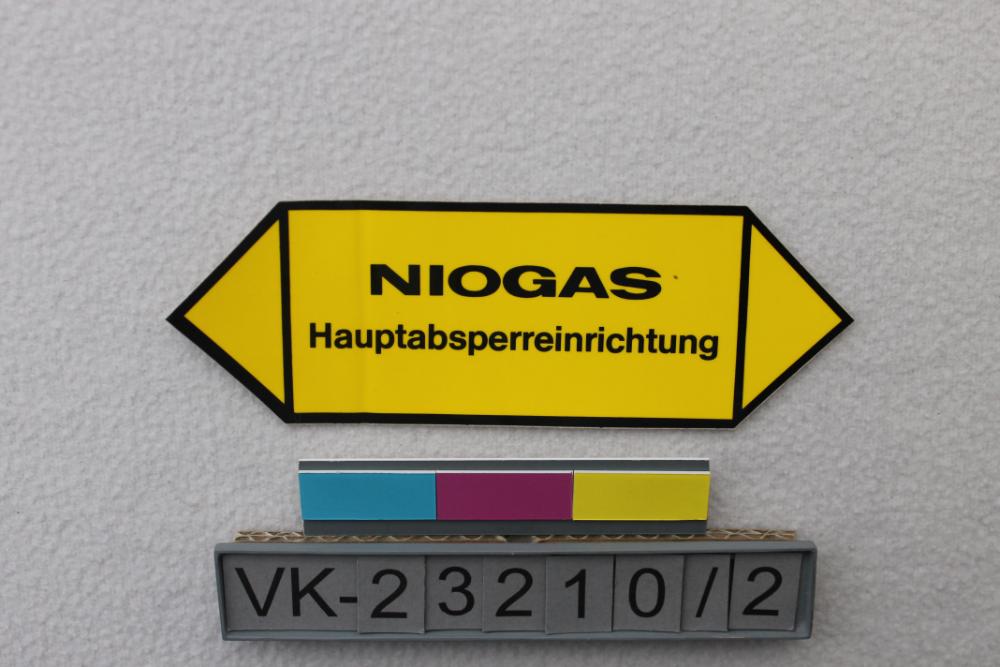 NIOGAS
Hauptabsperreinrichtung
VK-23210/2